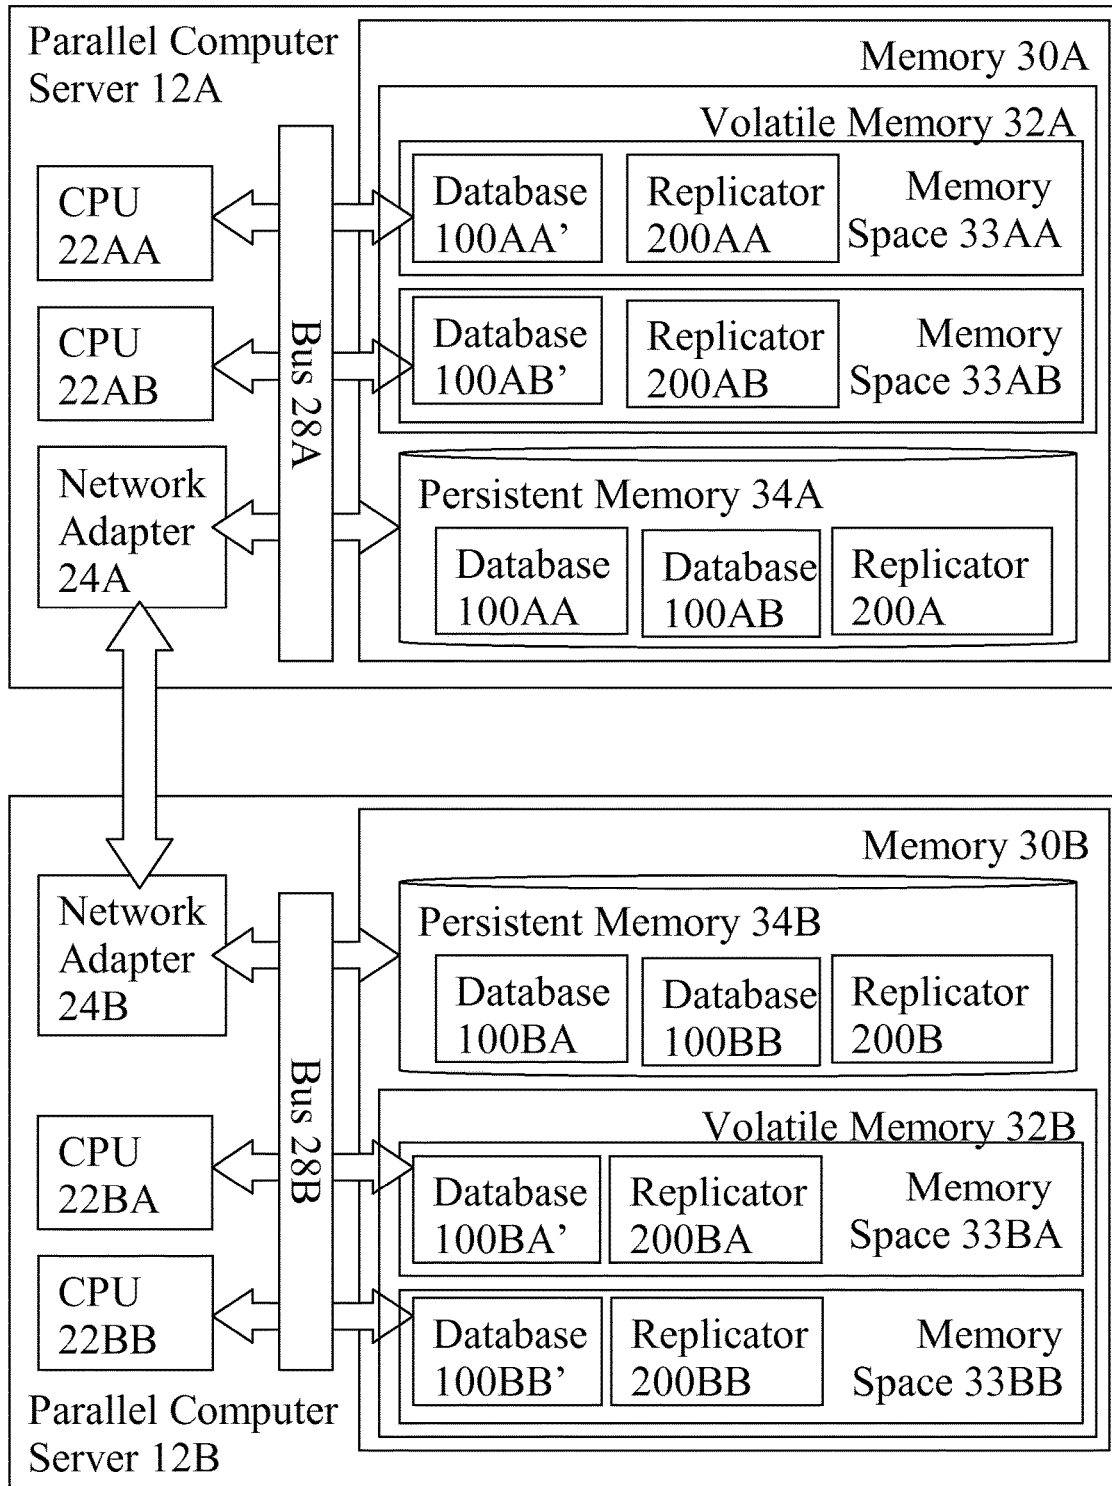 Parallel Computer
Server 12A
Memory 30A
Volatile Memory 32A
CPU
22AA
Database
100AA’
Replicator
200AA
Memory
Space 33AA
CPU
22AB
Bus 28A
Database
100AB’
Replicator
200AB
Memory
Space 33AB
Network
Adapter
24A
Persistent Memory 34A
Database
100AA
Database
100AB
Replicator
200A
Memory 30B
Network
Adapter
24B
Persistent Memory 34B
Database
100BA
Database
100BB
Replicator
200B
Bus 28B
Volatile Memory 32B
CPU
22BA
Database
100BA’
Replicator
200BA
Memory
Space 33BA
CPU
22BB
Database
100BB’
Replicator
200BB
Memory
Space 33BB
Parallel Computer
Server 12B